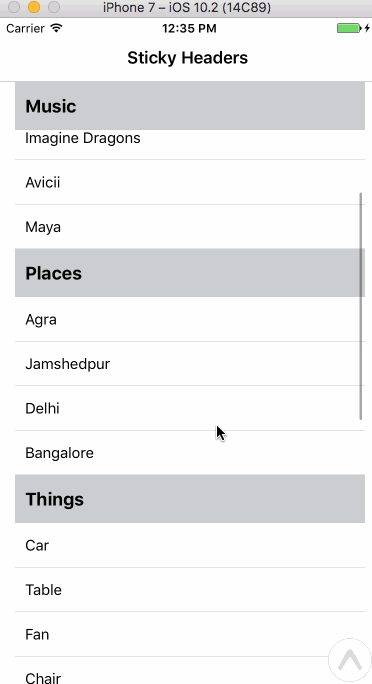 iPhone 7 – iOS 10.2 (14C89)
Carrier 12:35 PM
Sticky Headers
Music
Imagine Dragons
Avicii
Maya
Places
Agra
Jamshedpur
Delhi
Bangalore
Things
Car
Table
Fan
Chair